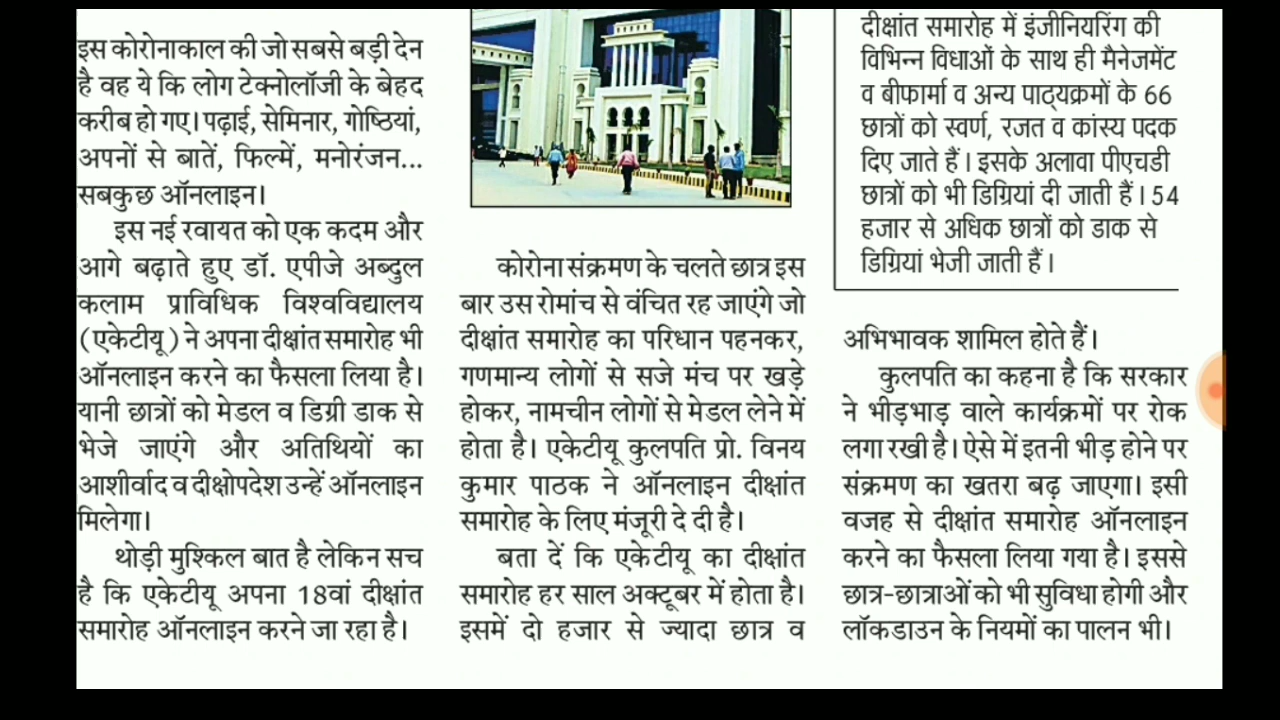 इस कोरोनाकाल की जो सबसे बड़ी देन
है वह ये कि लोग टेक्नोलॉजी के बेहद
करीब हो गए। पढ़ाई, सेमिनार, गोष्ठियां,
अपनों से बातें, फिल्में, मनोरंजन...
सबकुछ ऑनलाइन।
इस नई रवायत को एक कदम और
आगे बढ़ाते हुए डॉ. एपीजे अब्दुल
कलाम प्राविधिक विश्वविद्यालय
(एकेटीयू) ने अपना दीक्षांत समारोह भी
ऑनलाइन करने का फैसला लिया है।
यानी छात्रों को मेडल व डिग्री डाक से
भेजे जाएंगे और अतिथियों का
आशीर्वाद व दीक्षोपदेश उन्हें ऑनलाइन
मिलेगा।
थोड़ी मुश्किल बात है लेकिन सच
है कि एकेटीयू अपना 18वां दीक्षांत
समारोह ऑनलाइन करने जा रहा है।
कोरोना संक्रमण के चलते छात्र इस
बार उस रोमांच से वंचित रह जाएंगे जो
दीक्षांत समारोह का परिधान पहनकर,
गणमान्य लोगों से सजे मंच पर खड़े
होकर, नामचीन लोगों से मेडल लेने में
होता है। एकेटीयू कुलपति प्रो. विनय
कुमार पाठक ने ऑनलाइन दीक्षांत
समारोह के लिए मंजूरी दे दी है।
बता दें कि एकेटीयू का दीक्षांत
समारोह हर साल अक्टूबर में होता है।
इसमें दो हजार से ज्यादा छात्र व
दीक्षांत समारोह में इंजीनियरिंग की
विभिन्न विधाओं के साथ ही मैनेजमेंट
व बीफार्मा व अन्य पाठ्यक्रमों के 66
छात्रों को स्वर्ण, रजत व कांस्य पदक
दिए जाते हैं। इसके अलावा पीएचडी
छात्रों को भी डिग्रियां दी जाती हैं। 54
हजार से अधिक छात्रों को डाक से
डिग्रियां भेजी जाती हैं।
अभिभावक शामिल होते हैं।
कुलपति का कहना है कि सरकार
ने भीड़भाड़ वाले कार्यक्रमों पर रोक
लगा रखी है। ऐसे में इतनी भीड़ होने पर
संक्रमण का खतरा बढ़ जाएगा। इसी
वजह से दीक्षांत समारोह ऑनलाइन
करने का फैसला लिया गया है। इससे
छात्र-छात्राओं को भी सुविधा होगी और
लॉकडाउन के नियमों का पालन भी।